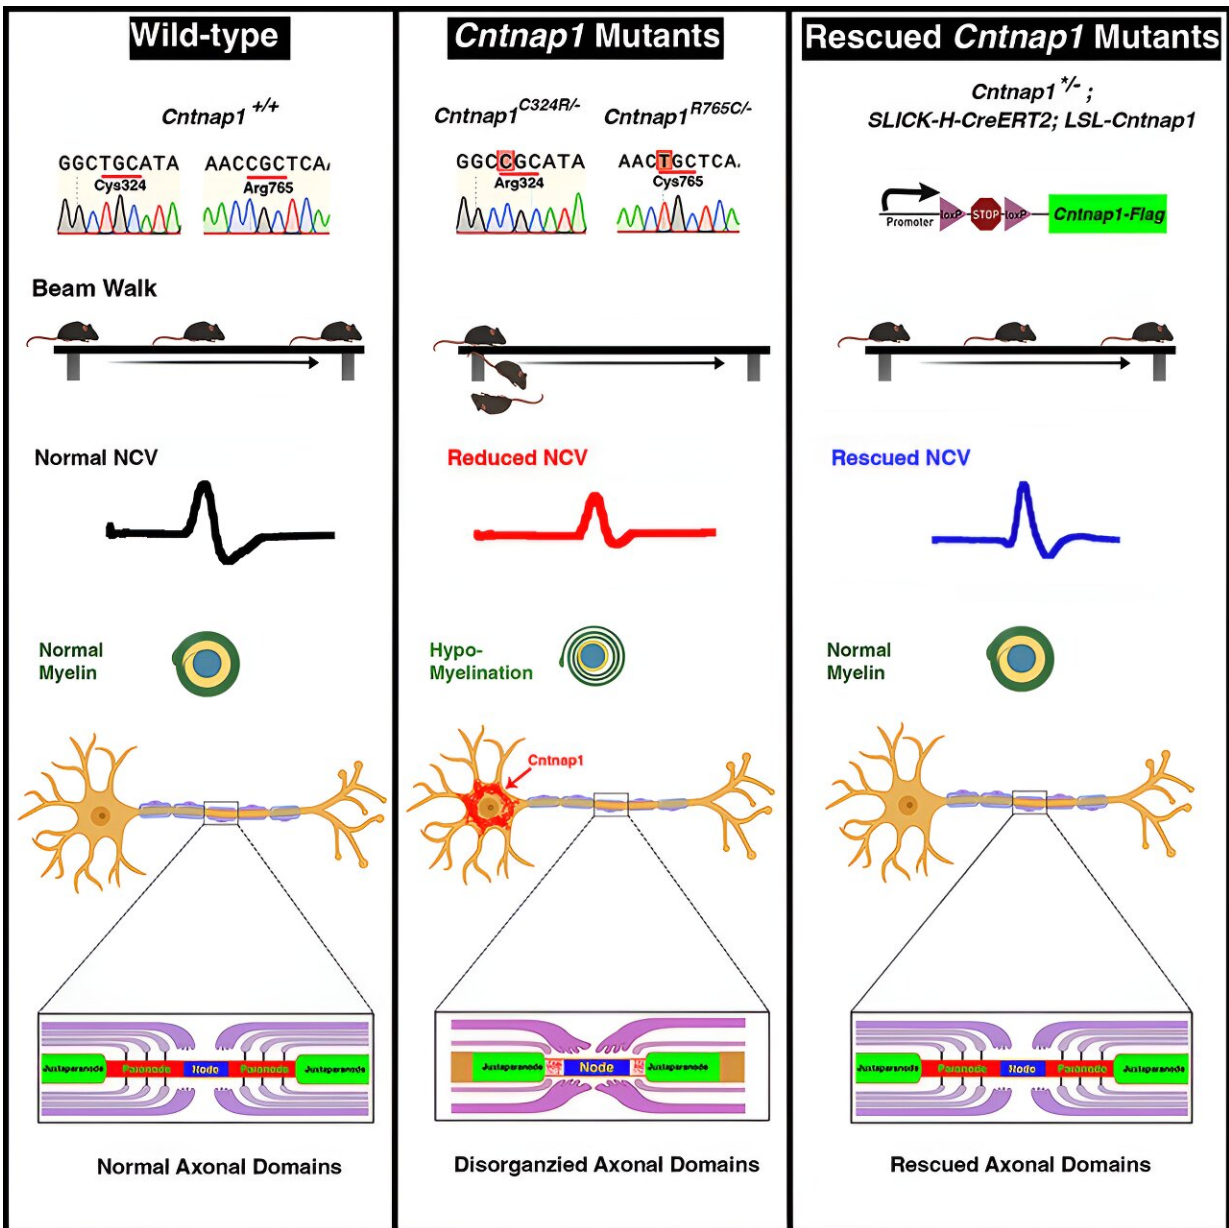 Wild-type
Cntnap1 +/+
GGCTGCATA
Cys324
AACCGCTCA
Arg765
Beam Walk
Normal NCV
Normal
Myelin
Juxtaparanode
Paranode
Node
Paranode
Juxtaparanode
Normal Axonal Domains
Cntnap1 Mutants
Cntnap1C324R/-
Cntnap1R765C/-
GGCCGCATA
Arg324
AACTGCTCA.
Cys765
Reduced NCV
Hypo-
Myelination
Cntnap1
Juxtaparanode
Node
Juxtaparanode
Disorganzied Axonal Domains
Rescued Cntnap1 Mutants
Cntnap1*/- ;
SLICK-H-CreERT2; LSL-Cntnap1
Promoter
loxP
STOP
loxP
Cntnap1-Flag
Rescued NCV
Normal
Myelin
Juxtaparanode
Paranode
Node
Paranode
Juxtaparanode
Rescued Axonal Domains